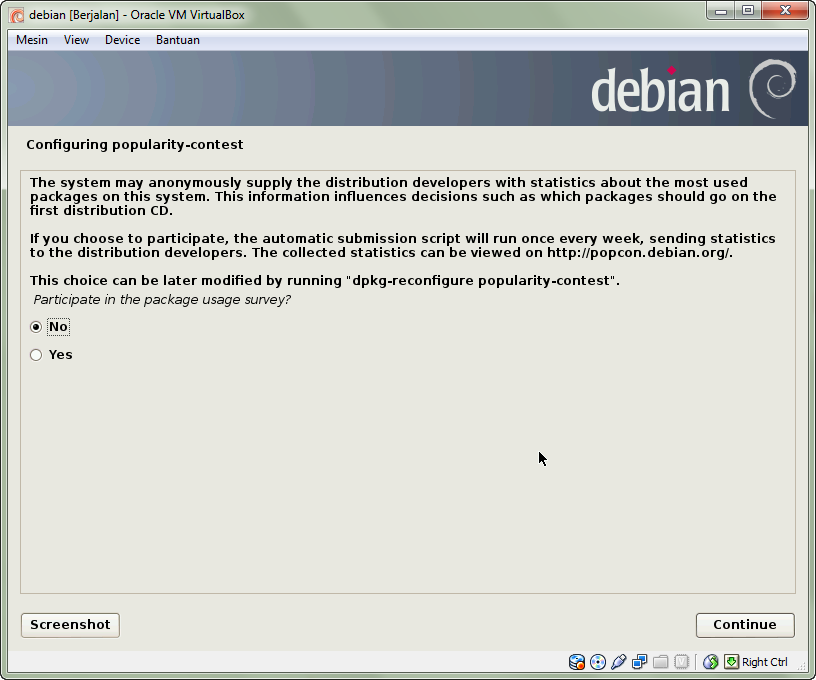 debian [Berjalan] - Oracle VM VirtualBox
Mesin View Device Bantuan
debian
Configuring popularity-contest
The system may anonymously supply the distribution developers with statistics about the most used
packages on this system. This information influences decisions such as which packages should go on the
first distribution CD.
If you choose to participate, the automatic submission script will run once every week, sending statistics
to the distribution developers. The collected statistics can be viewed on http://popcon.debian.org/.
This choice can be later modified by running "dpkg-reconfigure popularity-contest".
Participate in the package usage survey?
No
Yes
Screenshot Continue
Right Ctrl